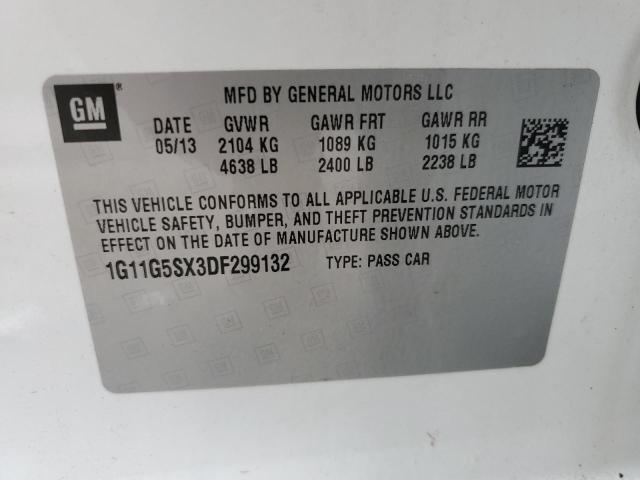 GM ®
MFD BY GENERAL MOTORS LLC
DATE GVWR GAWR FRT GAWR RR
05/13 2104 KG 1089 KG 1015 KG
4638 LB 2400 LB 2238 LB
THIS VEHICLE CONFORMS TO ALL APPLICABLE U.S. FEDERAL MOTOR
VEHICLE SAFETY, BUMPER, AND THEFT PREVENTION STANDARDS IN
EFFECT ON THE DATE OF MANUFACTURE SHOWN ABOVE.
1G11G5SX3DF299132 TYPE: PASS CAR